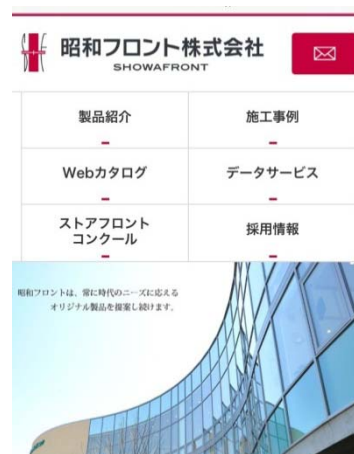 昭和フロント株式会社
SHOWAFRONT
製品紹介
施工事例
Webカタログ
データサービス
ストアフロント
コンクール
採用情報
昭和フロントは、常に時代のニーズに応える
オリジナル製品を提案し続けます。